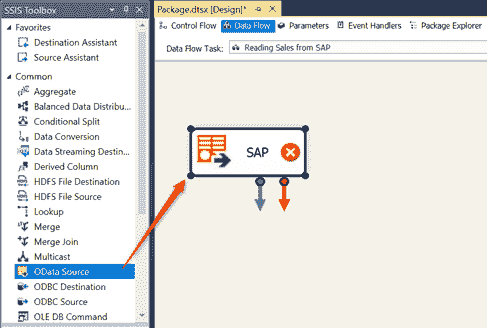 SSIS Toolbox
Favorites
Destination Assistant
Source Assistant
Common
Aggregate
Balanced Data Distribu...
Conditional Split
Data Conversion
Data Streaming Destin...
Derived Column
HDFS File Destination
HDFS File Source
Lookup
Merge
Merge Join
Multicast
OData Source
ODBC Destination
ODBC Source
OLE DB Command
Package.dtsx [Design]*
Control Flow Data Flow Parameters Event Handlers Package Explorer
Data Flow Task: Reading Sales from SAP
SAP